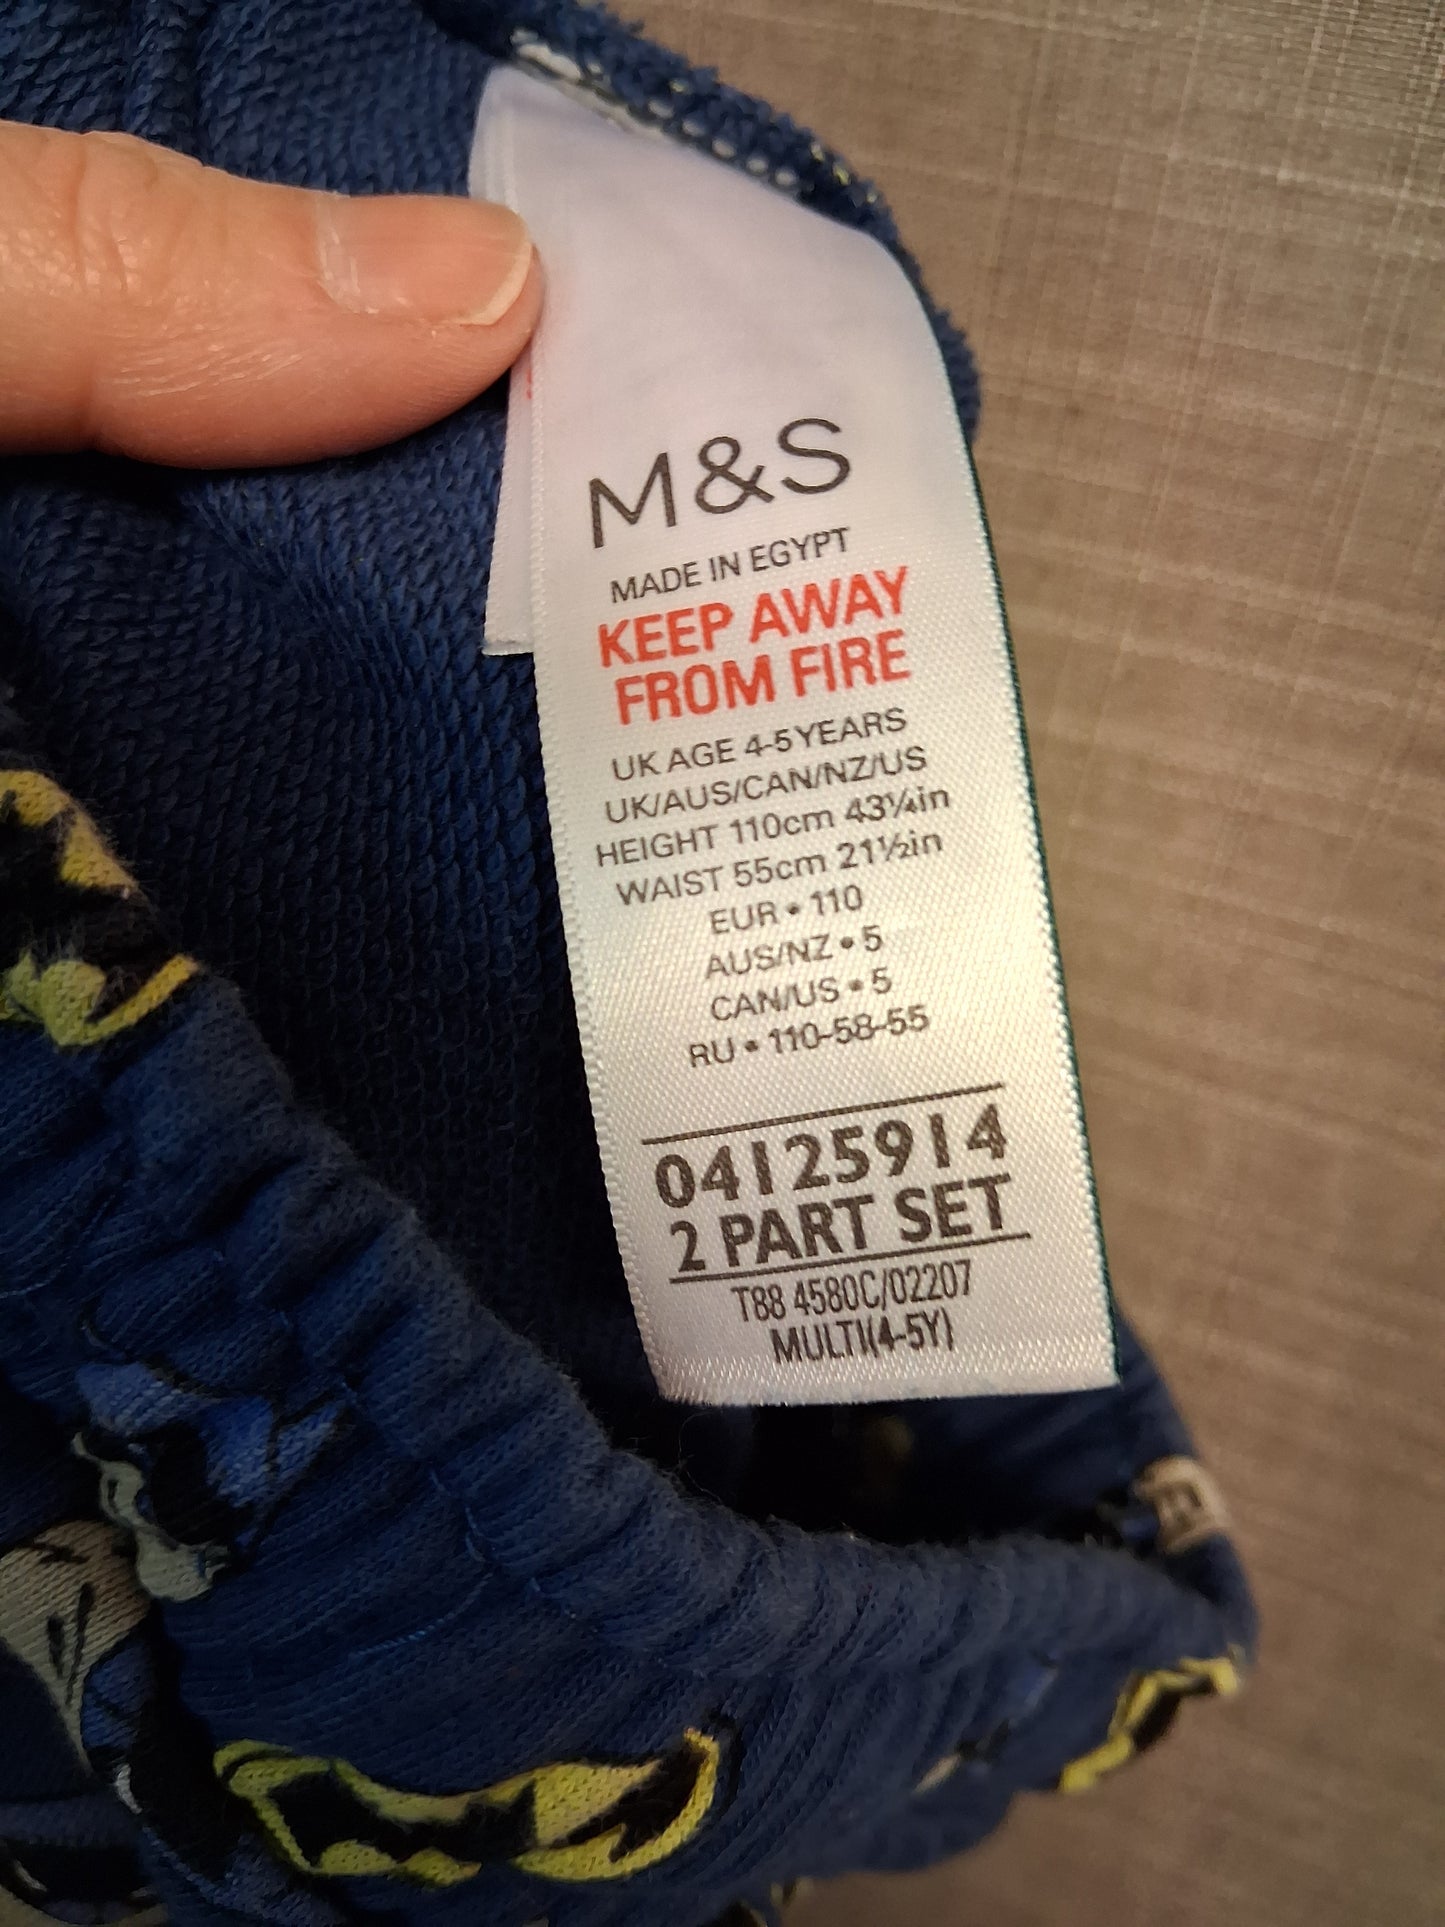 M&S
MADE IN EGYPT
KEEP AWAY
FROM FIRE
UK AGE 4-5 YEARS
UK/AUS/CAN/NZ/US
HEIGHT 110cm 43¼in
WAIST 55cm 21½in
EUR • 110
AUS/NZ • 5
CAN/US • 5
RU • 110-58-55
04125914
2 PART SET
T88 4580C/02207
MULTI(4-5Y)